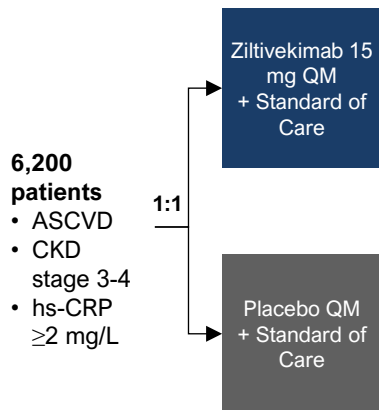 6,200
patients
• ASCVD
• CKD
stage 3-4
• hs-CRP
≥2 mg/L
1:1
Ziltivekimab 15
mg QM
+ Standard of
Care
Placebo QM
+ Standard of
Care